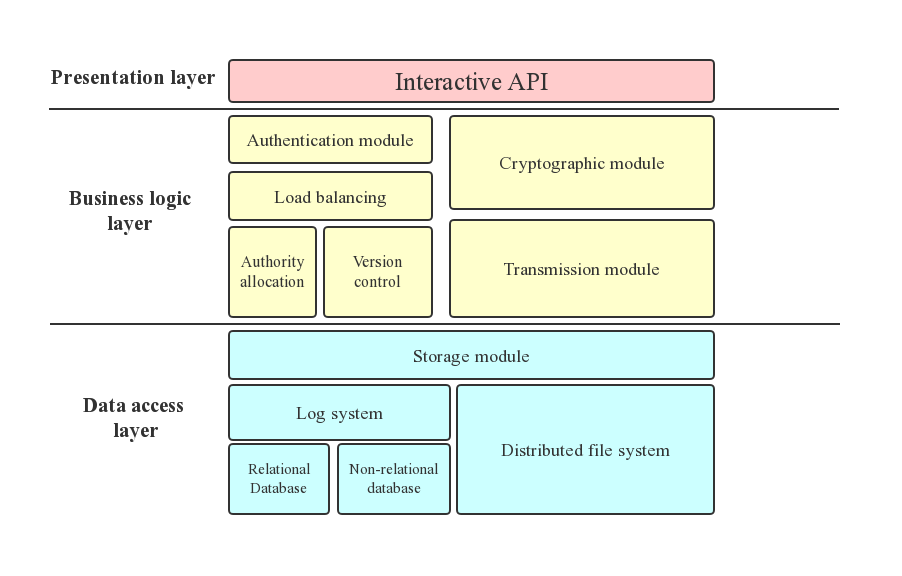 Presentation layer
Interactive API
Business logic
layer
Authentication module
Cryptographic module
Load balancing
Authority
allocation
Version
control
Transmission module
Data access
layer
Storage module
Log system
Distributed file system
Relational
Database
Non-relational
database